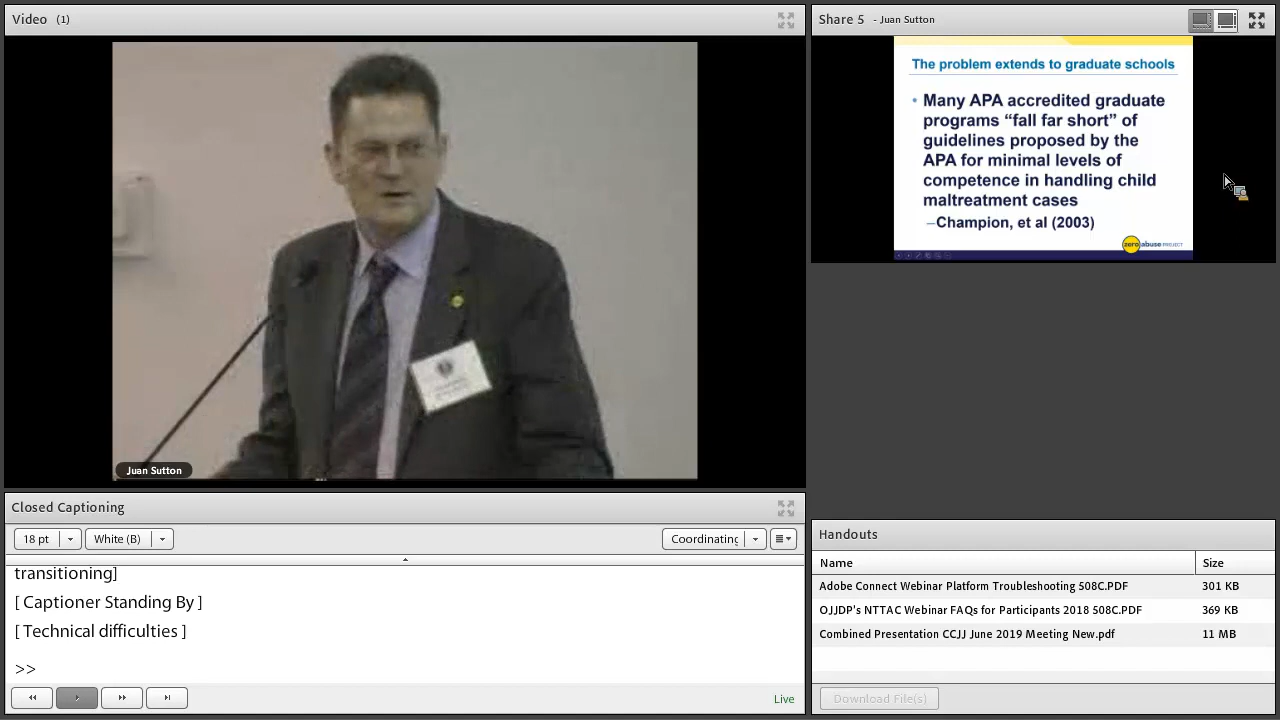 Video (1)
Juan Sutton
Share 5 - Juan Sutton
The problem extends to graduate schools
• Many APA accredited graduate
programs “fall far short” of
guidelines proposed by the
APA for minimal levels of
competence in handling child
maltreatment cases
–Champion, et al (2003)
zero abuse PROJECT
Closed Captioning
18 pt
White (B)
Coordinating
transitioning]
[ Captioner Standing By ]
[ Technical difficulties ]
>>
Live
Handouts
Name Size
Adobe Connect Webinar Platform Troubleshooting 508C.PDF 301 KB
OJJDP's NTTAC Webinar FAQs for Participants 2018 508C.PDF 369 KB
Combined Presentation CCJJ June 2019 Meeting New.pdf 11 MB
Download File(s)